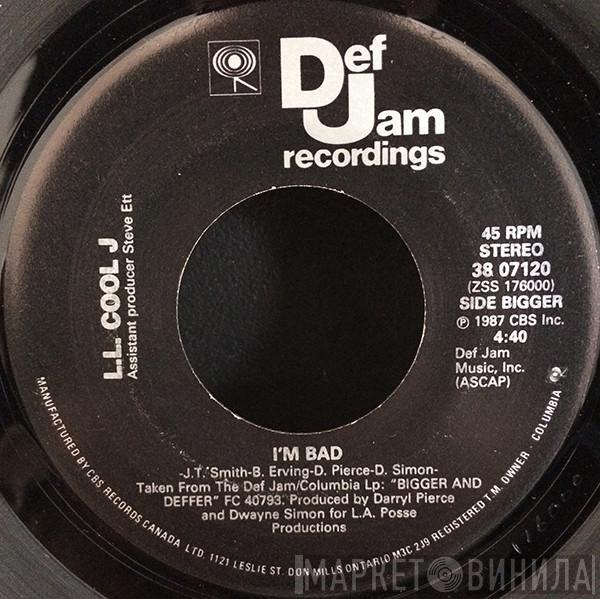 Def
Jam
recordings
L.L. COOL J
Assistant producer Steve Ett
45 RPM
STEREO
38 07120
(ZSS 176000)
SIDE BIGGER
℗ 1987 CBS Inc.
4:40
Def Jam
Music, Inc.
(ASCAP)
I'M BAD
-J.T. Smith-B. Erving-D. Pierce-D. Simon-
Taken From The Def Jam/Columbia Lp: "BIGGER AND
DEFFER" FC 40793. Produced by Darryl Pierce
and Dwayne Simon for L.A. Posse
Productions
MANUFACTURED BY CBS RECORDS CANADA LTD. 1121 LESLIE ST. DON MILLS ONTARIO M3C 2J9 REGISTERED T.M. OWNER · COLUMBIA
МАРКЕТ ВИНИЛА